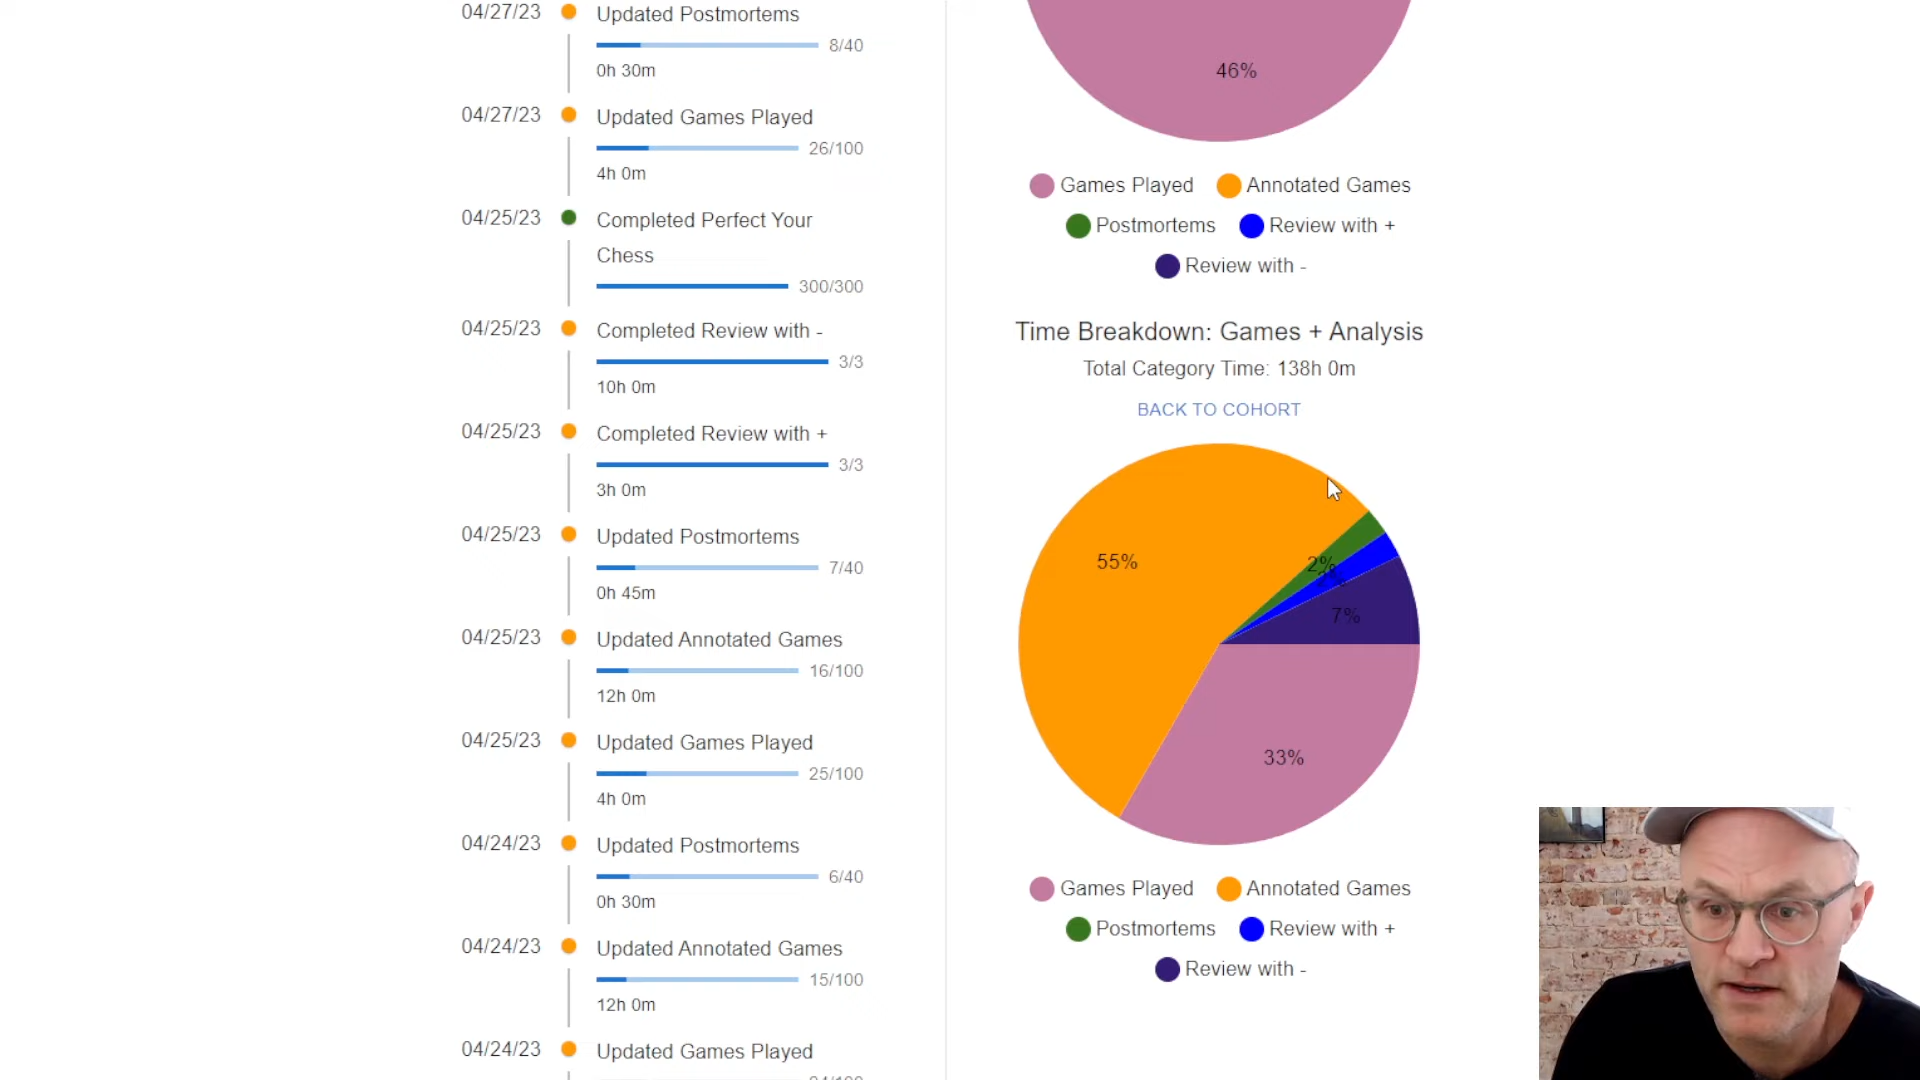 04/27/23 Updated Postmortems
8/40
0h 30m
04/27/23 Updated Games Played
26/100
4h 0m
04/25/23 Completed Perfect Your
Chess
300/300
04/25/23 Completed Review with -
3/3
10h 0m
04/25/23 Completed Review with +
3/3
3h 0m
04/25/23 Updated Postmortems
7/40
0h 45m
04/25/23 Updated Annotated Games
16/100
12h 0m
04/25/23 Updated Games Played
25/100
4h 0m
04/24/23 Updated Postmortems
6/40
0h 30m
04/24/23 Updated Annotated Games
15/100
12h 0m
04/24/23 Updated Games Played
46%
Games Played Annotated Games
Postmortems Review with +
Review with -
Time Breakdown: Games + Analysis
Total Category Time: 138h 0m
BACK TO COHORT
55%
2%
7%
33%
Games Played Annotated Games
Postmortems Review with +
Review with -